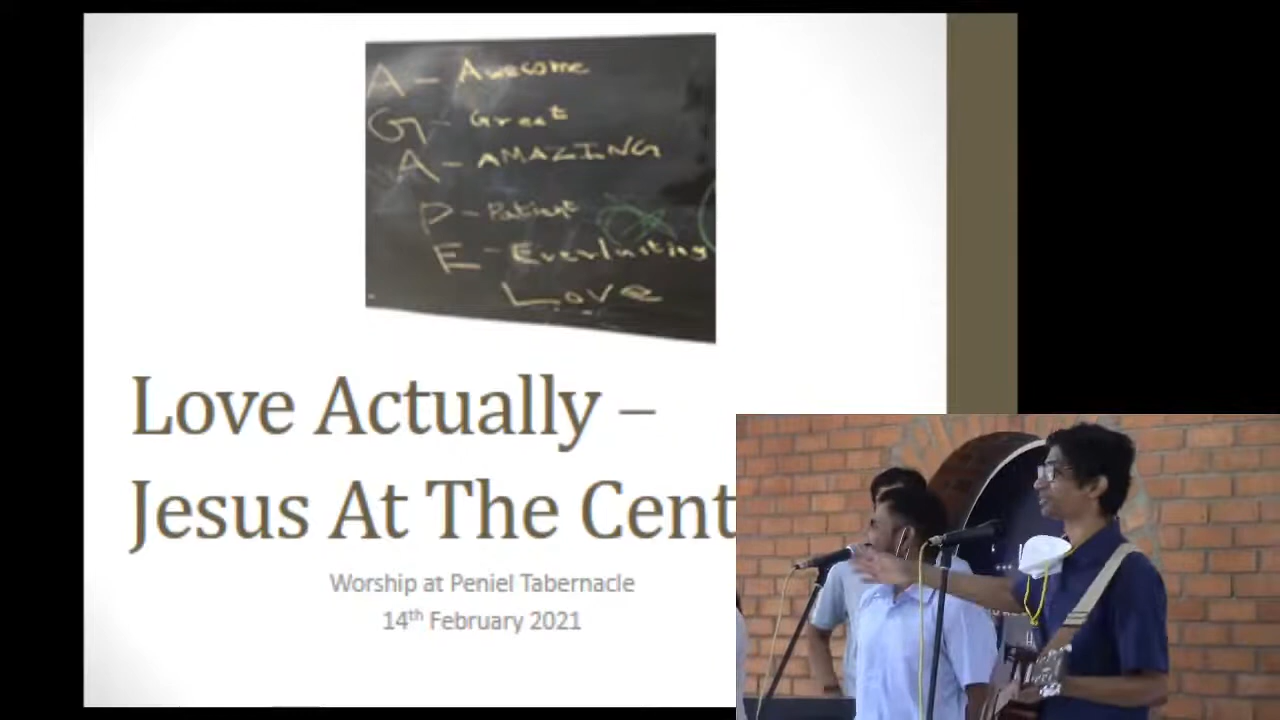 A - Awesome
G - Great
A - AMAZING
P - Patient
E - Everlasting
Love
Love Actually –
Jesus At The Cent
Worship at Peniel Tabernacle
14th February 2021